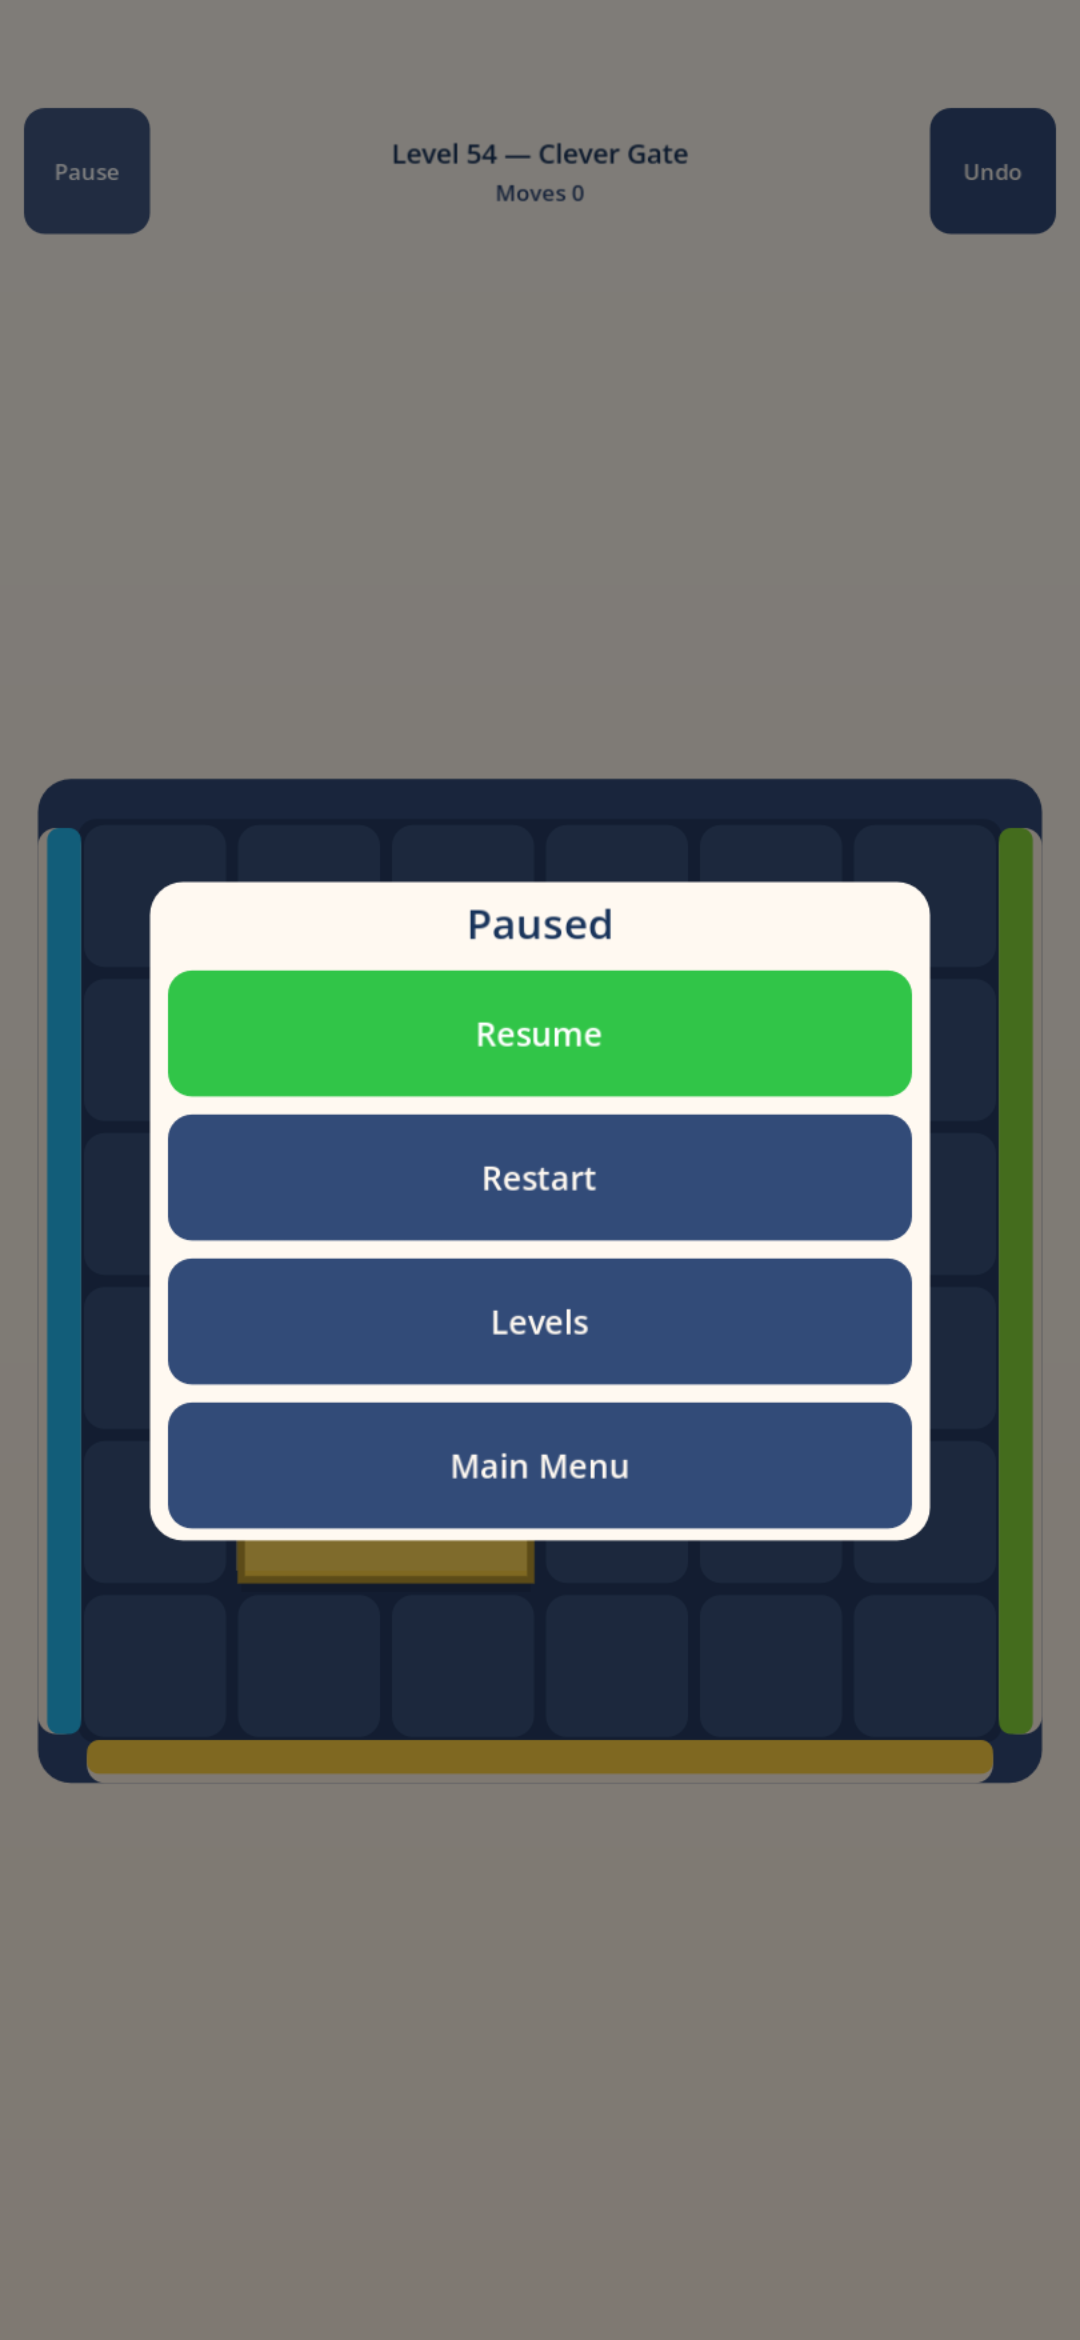 Pause
Level 54 — Clever Gate
Moves 0
Undo
Paused
Resume
Restart
Levels
Main Menu